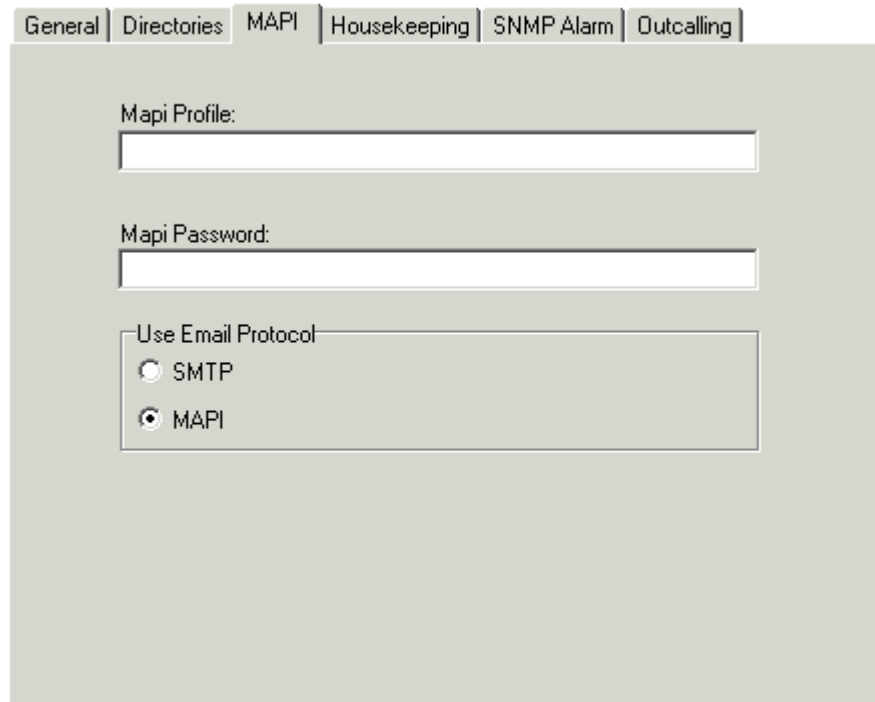 General Directories MAPI Housekeeping SNMP Alarm Outcalling
Mapi Profile:
Mapi Password:
Use Email Protocol
SMTP
MAPI